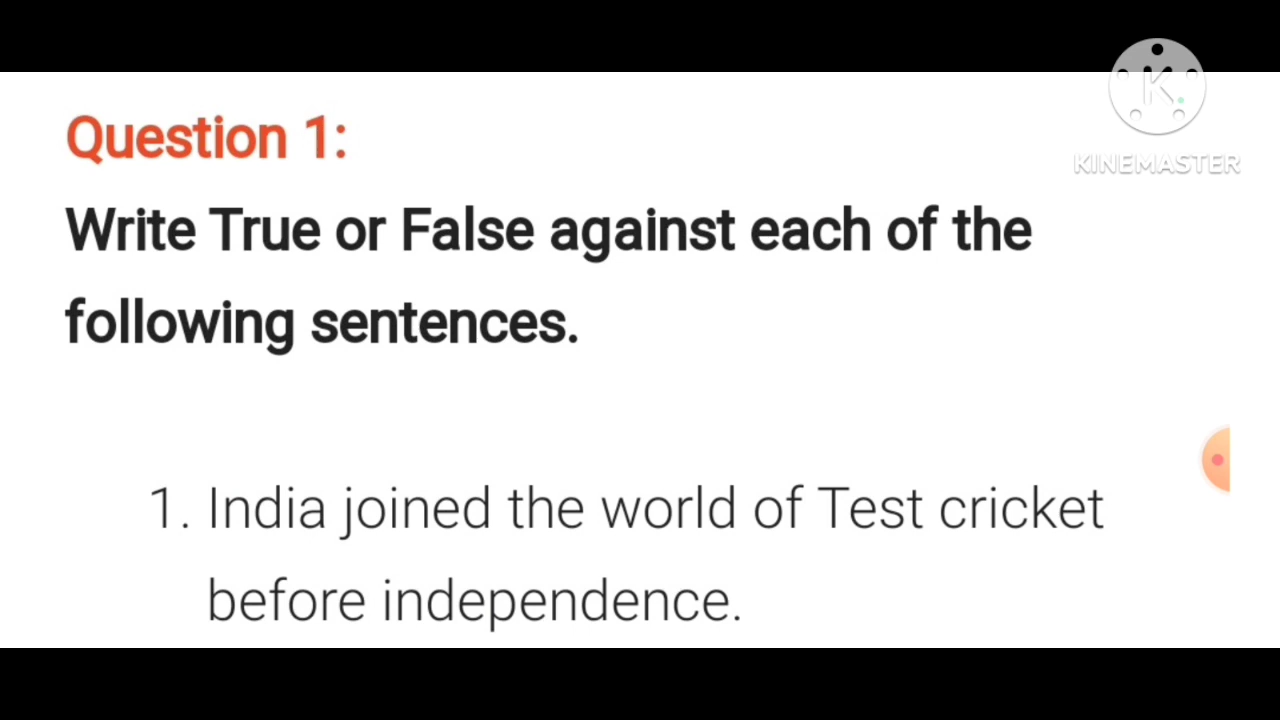 Question 1:
KINEMASTER
Write True or False against each of the
following sentences.
1. India joined the world of Test cricket
before independence.